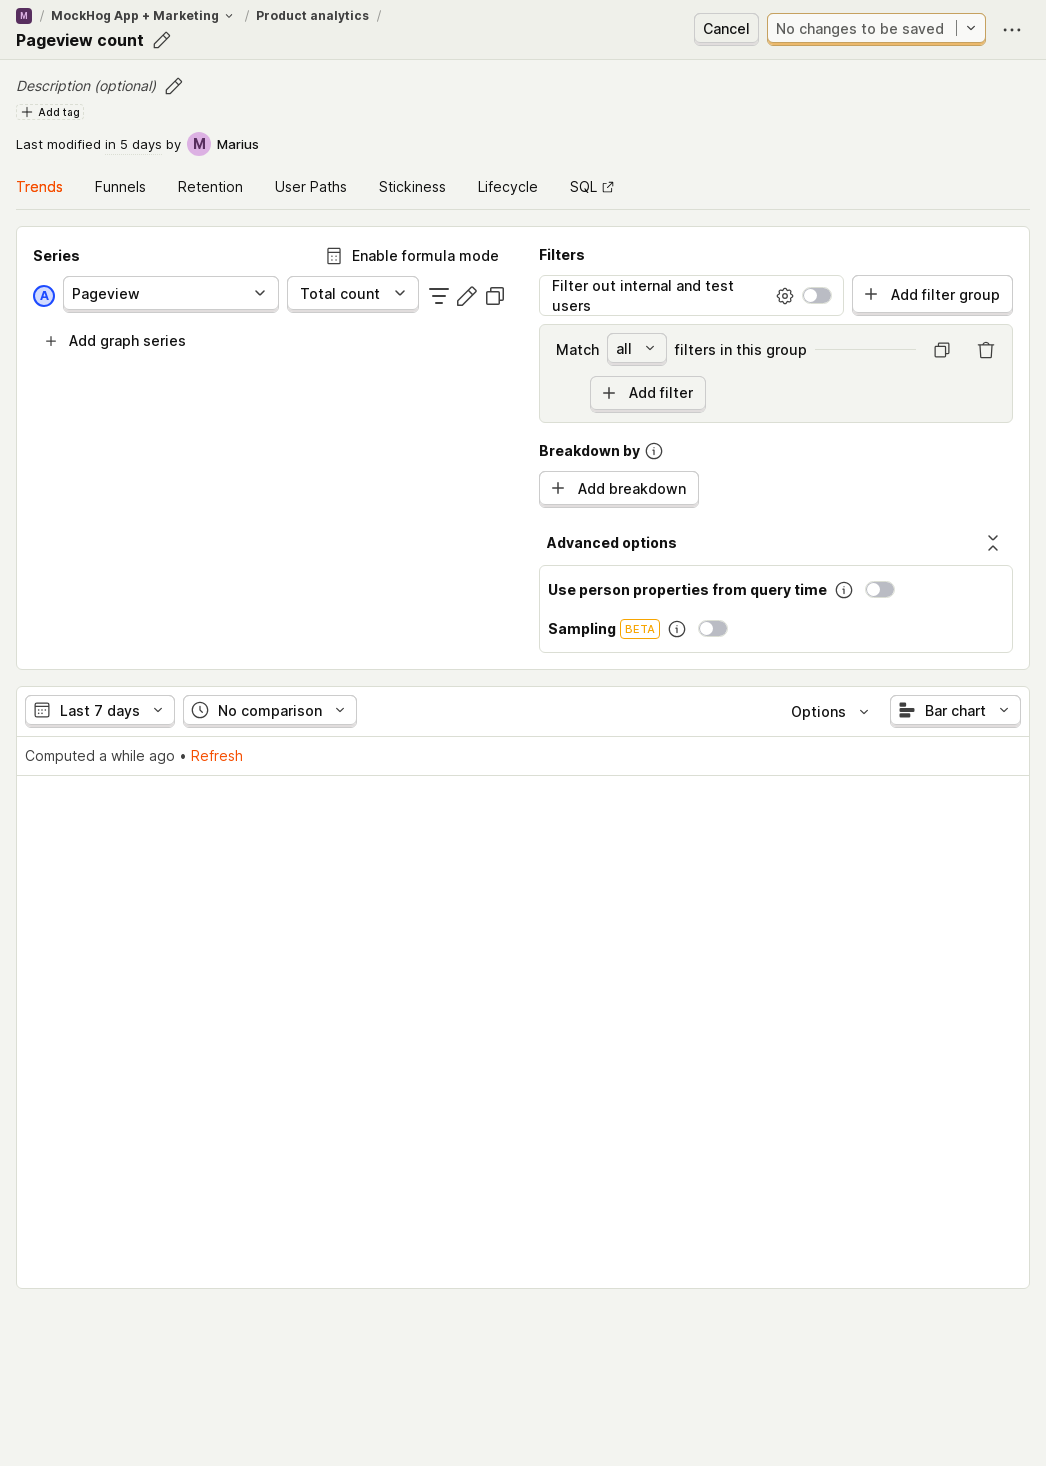 M / MockHog App + Marketing / Product analytics /
Pageview count
Cancel
No changes to be saved
Description (optional)
Add tag
Last modified in 5 days by M Marius
Trends Funnels Retention User Paths Stickiness Lifecycle SQL
Series
Enable formula mode
A Pageview Total count
Add graph series
Filters
Filter out internal and test
users
Add filter group
Match all filters in this group
Add filter
Breakdown by
Add breakdown
Advanced options
Use person properties from query time
Sampling BETA
Last 7 days No comparison Options Bar chart
Computed a while ago • Refresh